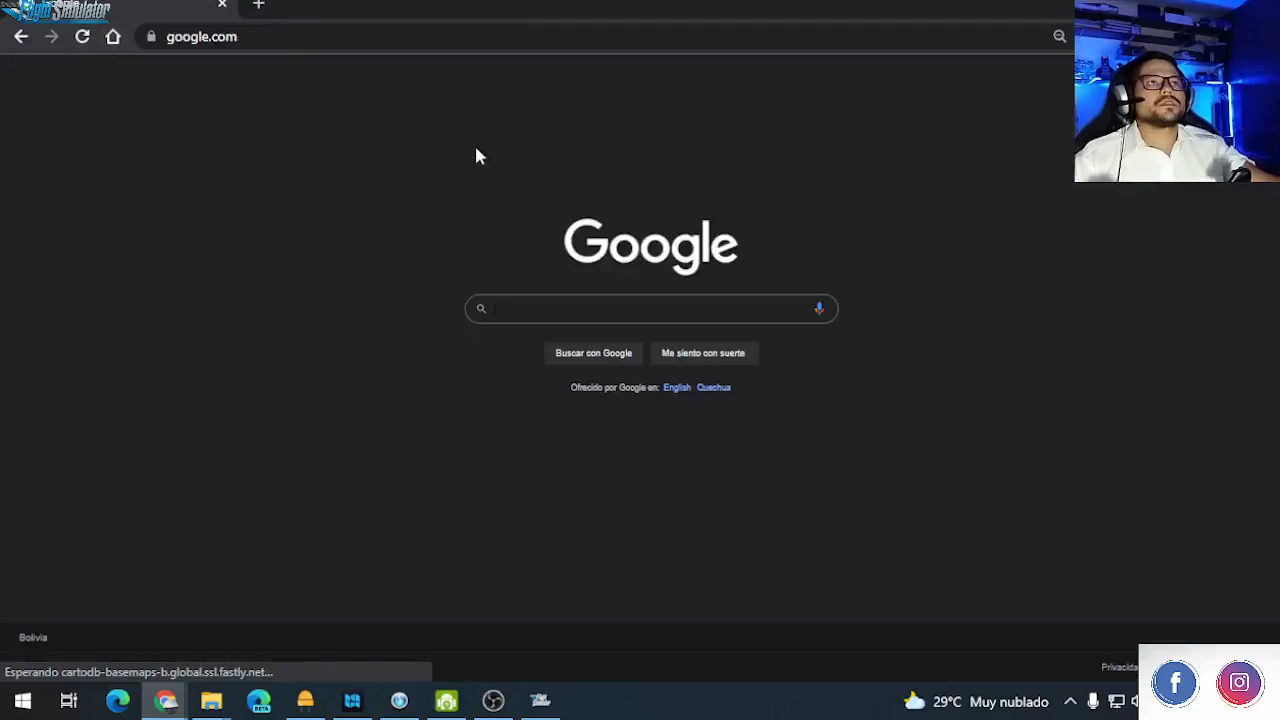 Flight Simulator
google.com
Google
Buscar con Google Me siento con suerte
Ofrecido por Google en: English Quechua
Bolivia
Esperando cartodb-basemaps-b.global.ssl.fastly.net...
Privacida
BETA
29°C Muy nublado